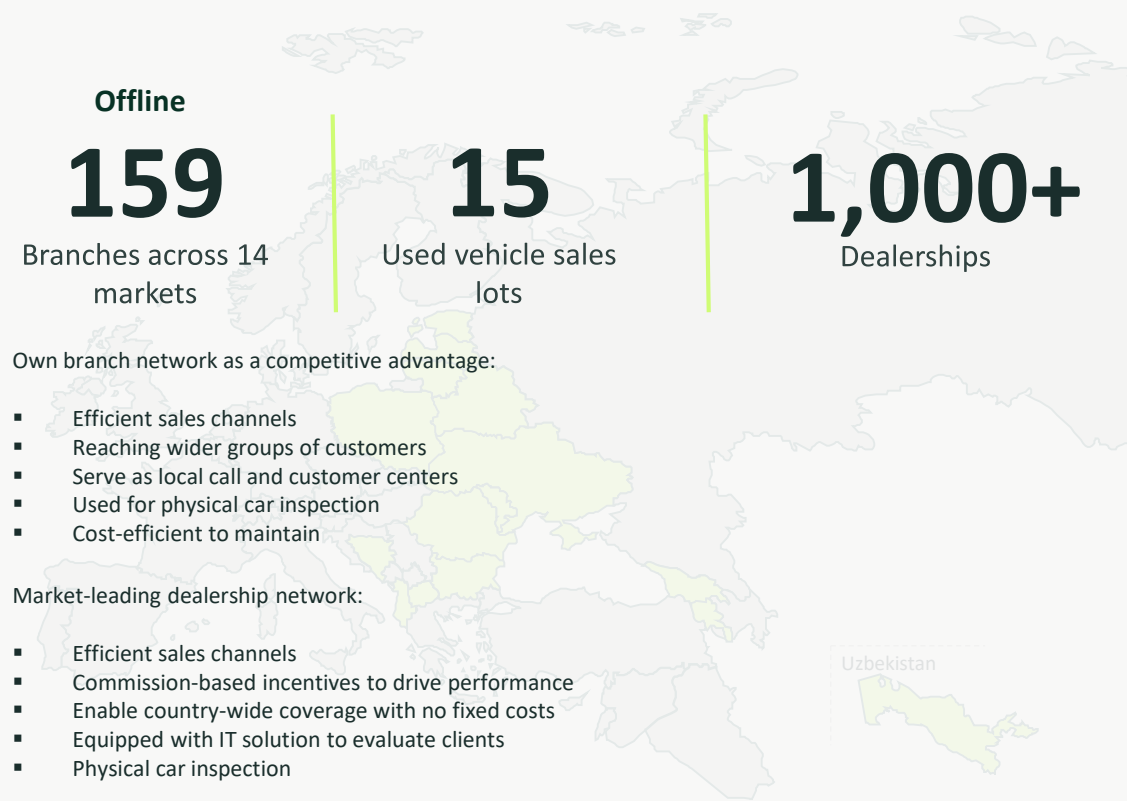 Offline
159
Branches across 14
markets
15
Used vehicle sales
lots
1,000+
Dealerships
Own branch network as a competitive advantage:
▪ Efficient sales channels
▪ Reaching wider groups of customers
▪ Serve as local call and customer centers
▪ Used for physical car inspection
▪ Cost-efficient to maintain
Market-leading dealership network:
▪ Efficient sales channels
▪ Commission-based incentives to drive performance
▪ Enable country-wide coverage with no fixed costs
▪ Equipped with IT solution to evaluate clients
▪ Physical car inspection
Uzbekistan